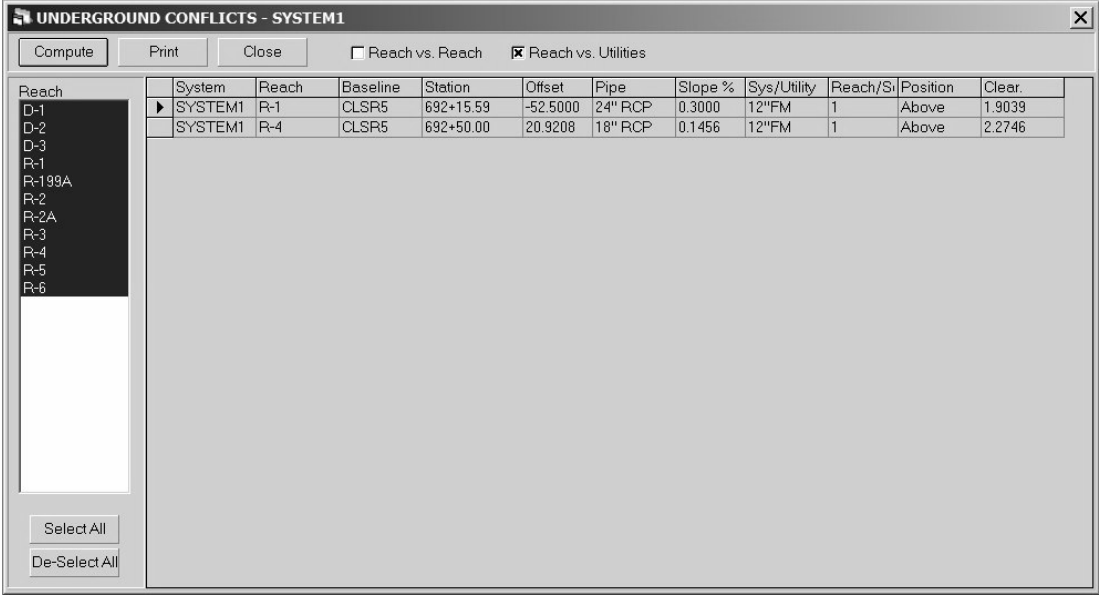 UNDERGROUND CONFLICTS - SYSTEM1
Compute Print Close Reach vs. Reach Reach vs. Utilities
Reach
D-1
D-2
D-3
R-1
R-199A
R-2
R-2A
R-3
R-4
R-5
R-6
Select All
De-Select All
System Reach Baseline Station Offset Pipe Slope % Sys/Utility Reach/S Position Clear.
SYSTEM1 R-1 CLSR5 692+15.59 -52.5000 24" RCP 0.3000 12"FM 1 Above 1.9039
SYSTEM1 R-4 CLSR5 692+50.00 20.9208 18" RCP 0.1456 12"FM 1 Above 2.2746